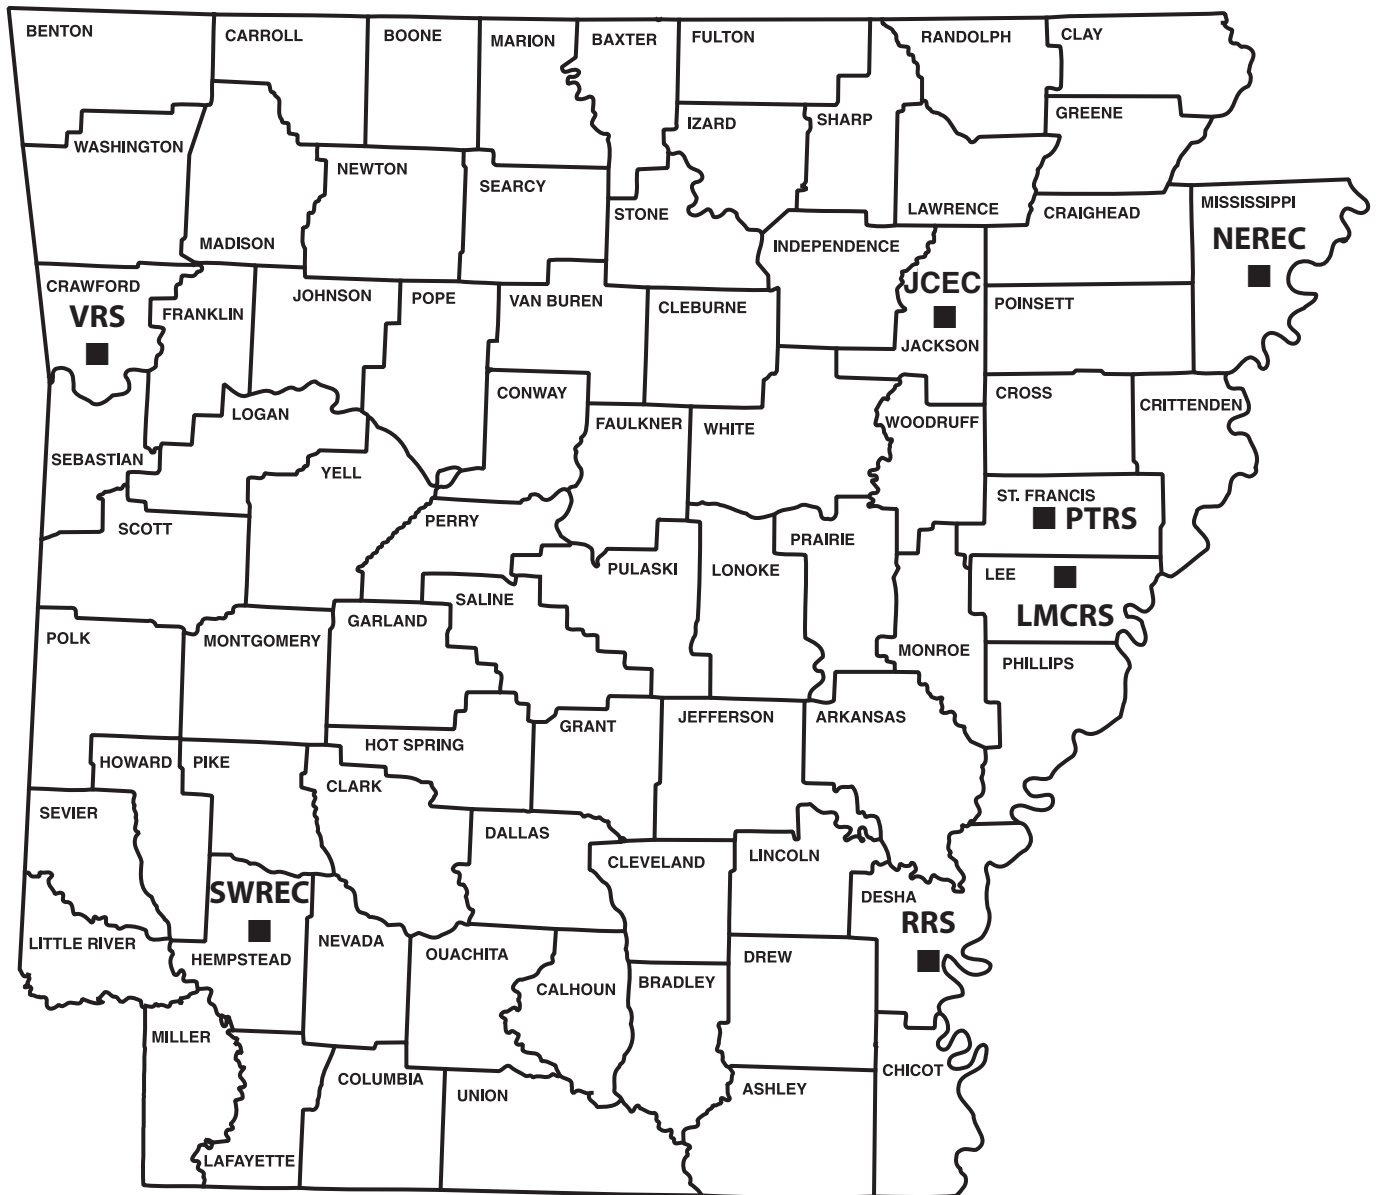 BENTON
CARROLL
BOONE
MARION
BAXTER
FULTON
RANDOLPH
CLAY
GREENE
IZARD
SHARP
WASHINGTON
NEWTON
SEARCY
STONE
LAWRENCE
CRAIGHEAD
MISSISSIPPI
NEREC
MADISON
INDEPENDENCE
CRAWFORD
VRS
FRANKLIN
JOHNSON
POPE
VAN BUREN
CLEBURNE
JCEC
JACKSON
POINSETT
LOGAN
CONWAY
FAULKNER
WHITE
WOODRUFF
CROSS
CRITTENDEN
SEBASTIAN
YELL
ST. FRANCIS
PTRS
SCOTT
PERRY
PULASKI
LONOKE
PRAIRIE
LEE
LMCRS
SALINE
GARLAND
POLK
MONTGOMERY
MONROE
PHILLIPS
HOT SPRING
GRANT
JEFFERSON
ARKANSAS
HOWARD
PIKE
CLARK
SEVIER
DALLAS
CLEVELAND
LINCOLN
DESHA
RRS
SWREC
HEMPSTEAD
LITTLE RIVER
NEVADA
OUACHITA
CALHOUN
BRADLEY
DREW
MILLER
COLUMBIA
UNION
ASHLEY
CHICOT
LAFAYETTE